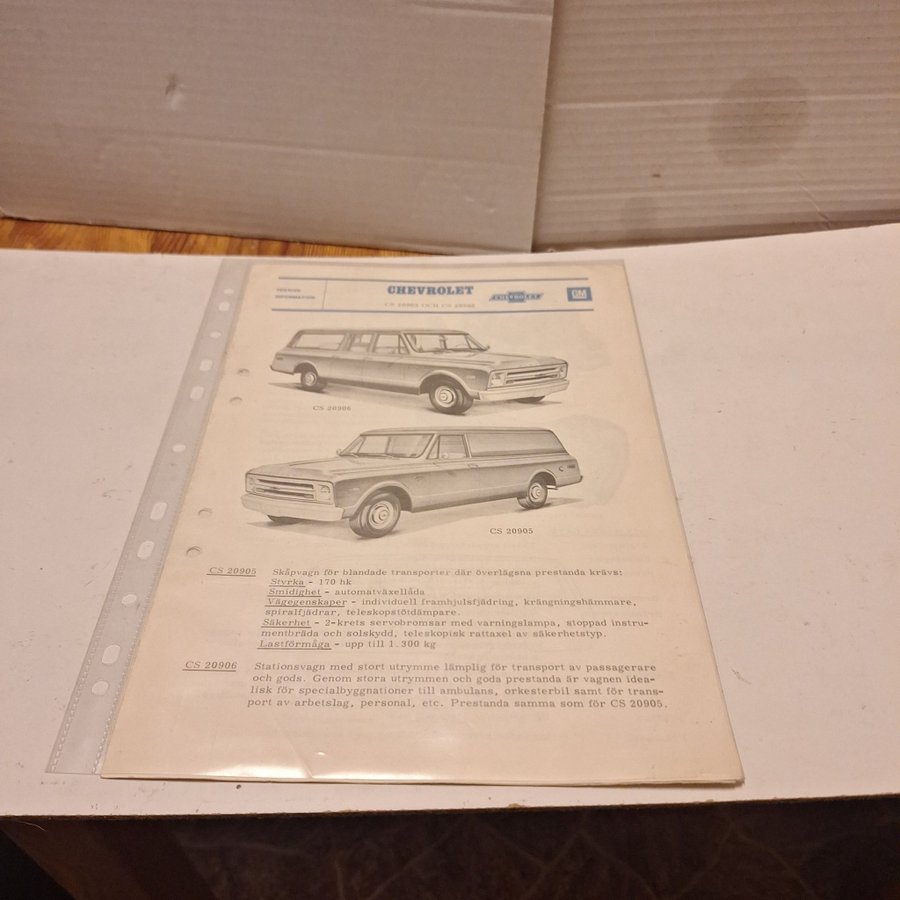 TEKNISK
INFORMATION
CHEVROLET
CS 20905 OCH CS 20906
CHEVROLET
GM
CS 20906
CS 20905
CS 20905 Skåpvagn för blandade transporter där överlägsna prestanda krävs:
Styrka - 170 hk
Smidighet - automatväxellåda
Vägegenskaper - individuell framhjulsfjädring, krängningshämmare,
spiralfjädrar, teleskopstötdämpare.
Säkerhet - 2-krets servobromsar med varningslampa, stoppad instru-
mentbräda och solskydd, teleskopisk rattaxel av säkerhetstyp.
Lastförmåga - upp till 1.300 kg
CS 20906 Stationsvagn med stort utrymme lämplig för transport av passagerare
och gods. Genom stora utrymmen och goda prestanda är vagnen idea-
lisk för specialbyggnationer till ambulans, orkesterbil samt för trans-
port av arbetslag, personal, etc. Prestanda samma som för CS 20905.